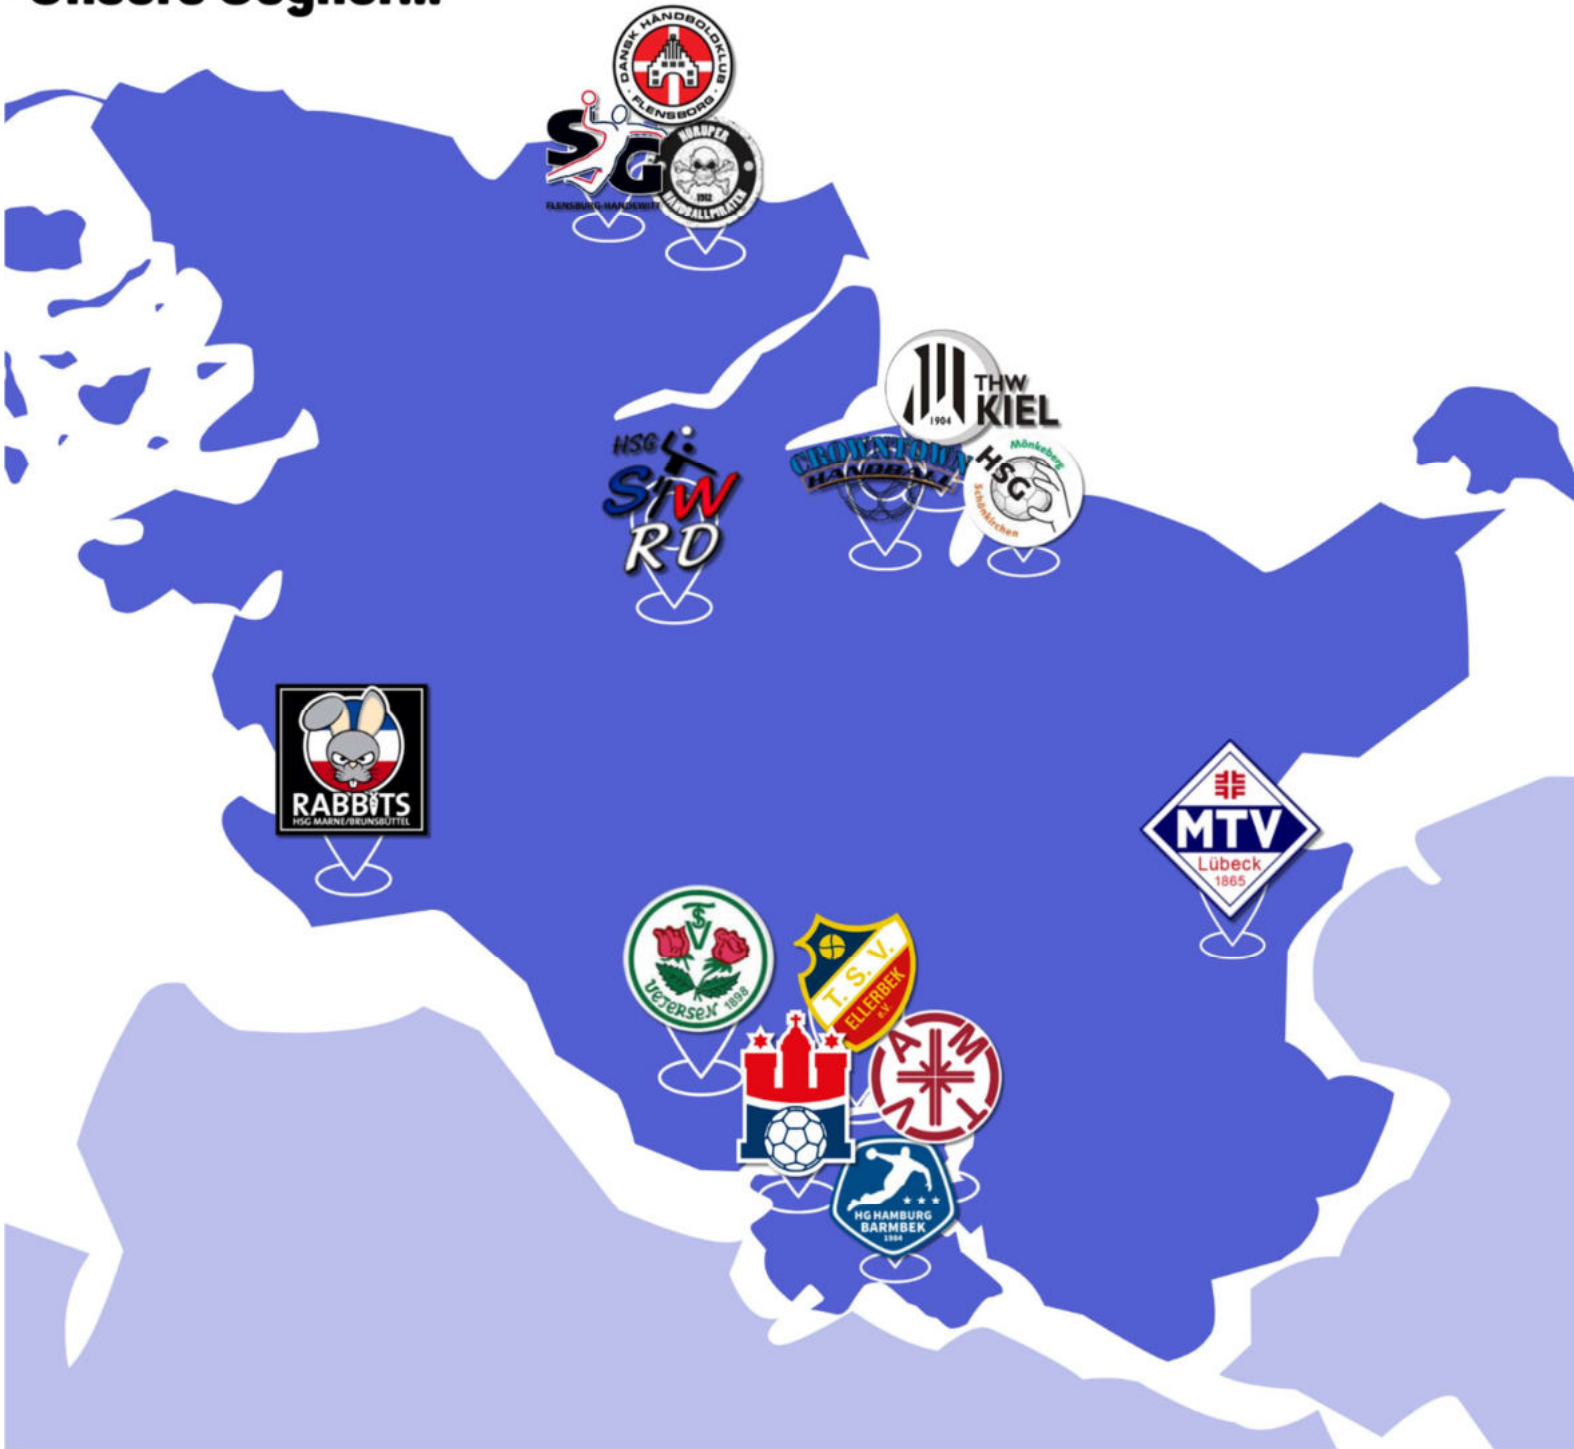 DANSK HÅNDBOLDKLUB
FLENSBORG
SG
FLENSBURG-HANDEWITT
1912
HANDBALLPIRATEN
THW
KIEL
1904
CROWNTOWN
HANDBALL
Mönkeberg
HSG
Schönkirchen
HSG
SzW
RD
RABBITS
HSG MARNE/BRUNSBÜTTEL
MTV
Lübeck
1865
TSV
UETERSEN 1898
T. S. V.
ELLERBEK
e.V.
AMTV
HG HAMBURG
BARMBEK
1984